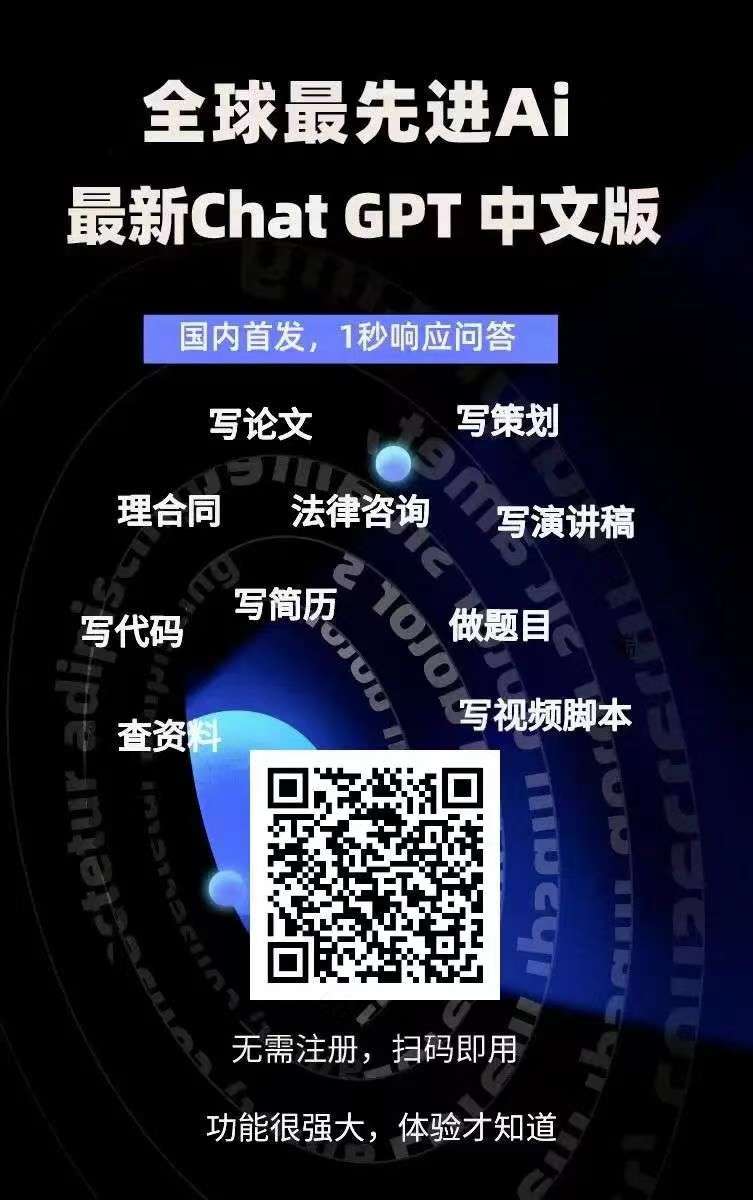 全球最先进Ai
最新Chat GPT 中文版
国内首发，1秒响应问答
写论文
写策划
理合同
法律咨询
写演讲稿
写简历
写代码
做题目
查资料
写视频脚本
无需注册，扫码即用
功能很强大，体验才知道